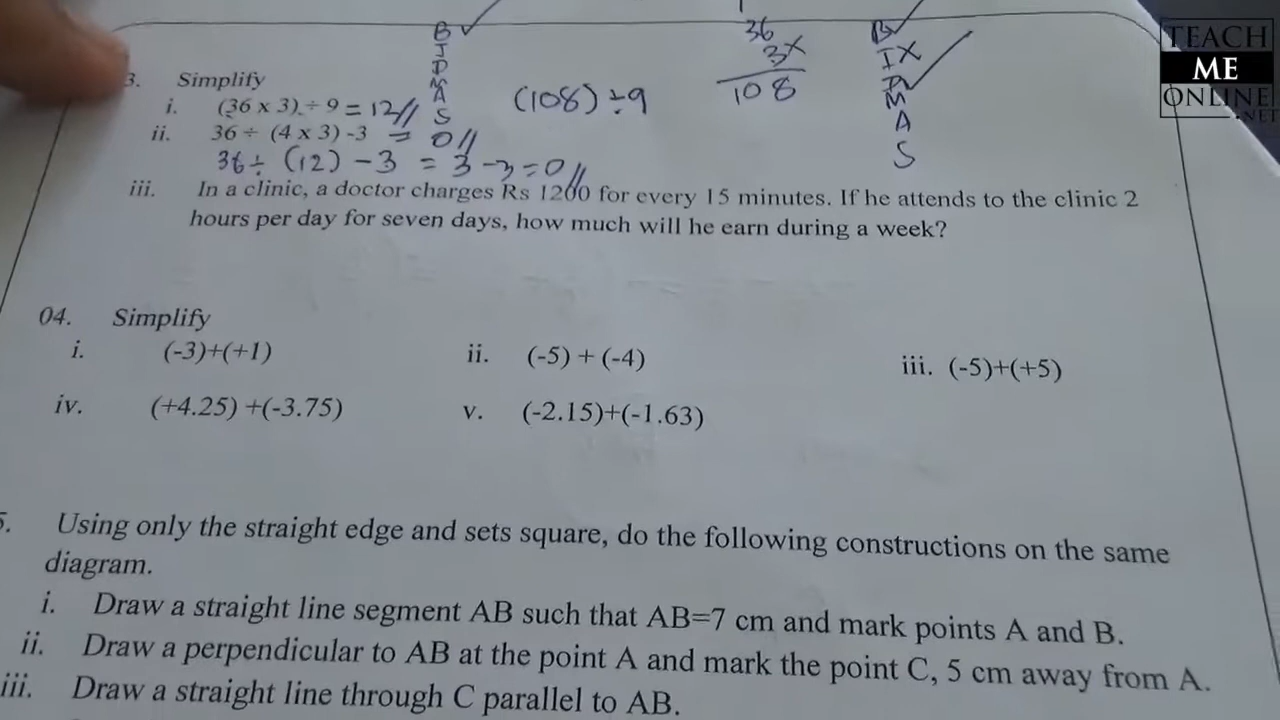 TEACH
ME
ONLINE
.NET
3. Simplify
i. (36 x 3) ÷ 9 = 12//
(108) ÷ 9
36
3x
108
ii. 36 ÷ (4 x 3) -3 = 0//
36 ÷ (12) - 3 = 3 - 3 = 0//
B
I
D
M
A
S
B
I X
D
M
A
S
iii. In a clinic, a doctor charges Rs 1200 for every 15 minutes. If he attends to the clinic 2
hours per day for seven days, how much will he earn during a week?
04. Simplify
i. (-3)+(+1) ii. (-5) + (-4) iii. (-5)+(+5)
iv. (+4.25) +(-3.75) v. (-2.15)+(-1.63)
5. Using only the straight edge and sets square, do the following constructions on the same
diagram.
i. Draw a straight line segment AB such that AB=7 cm and mark points A and B.
ii. Draw a perpendicular to AB at the point A and mark the point C, 5 cm away from A.
iii. Draw a straight line through C parallel to AB.